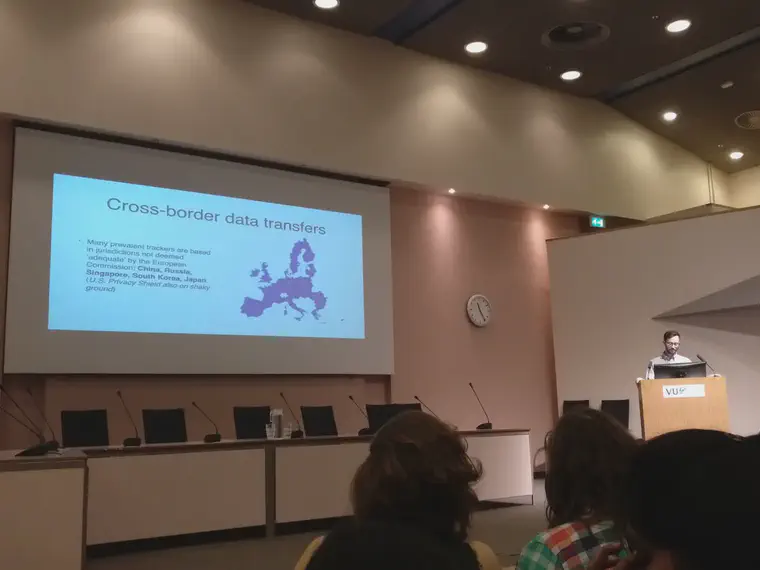 Cross-border data transfers
• Many prevalent trackers are based
in jurisdictions not deemed
'adequate' by the European
Commission: China, Russia,
Singapore, South Korea, Japan
(U.S. Privacy Shield also on shaky
ground)
VU